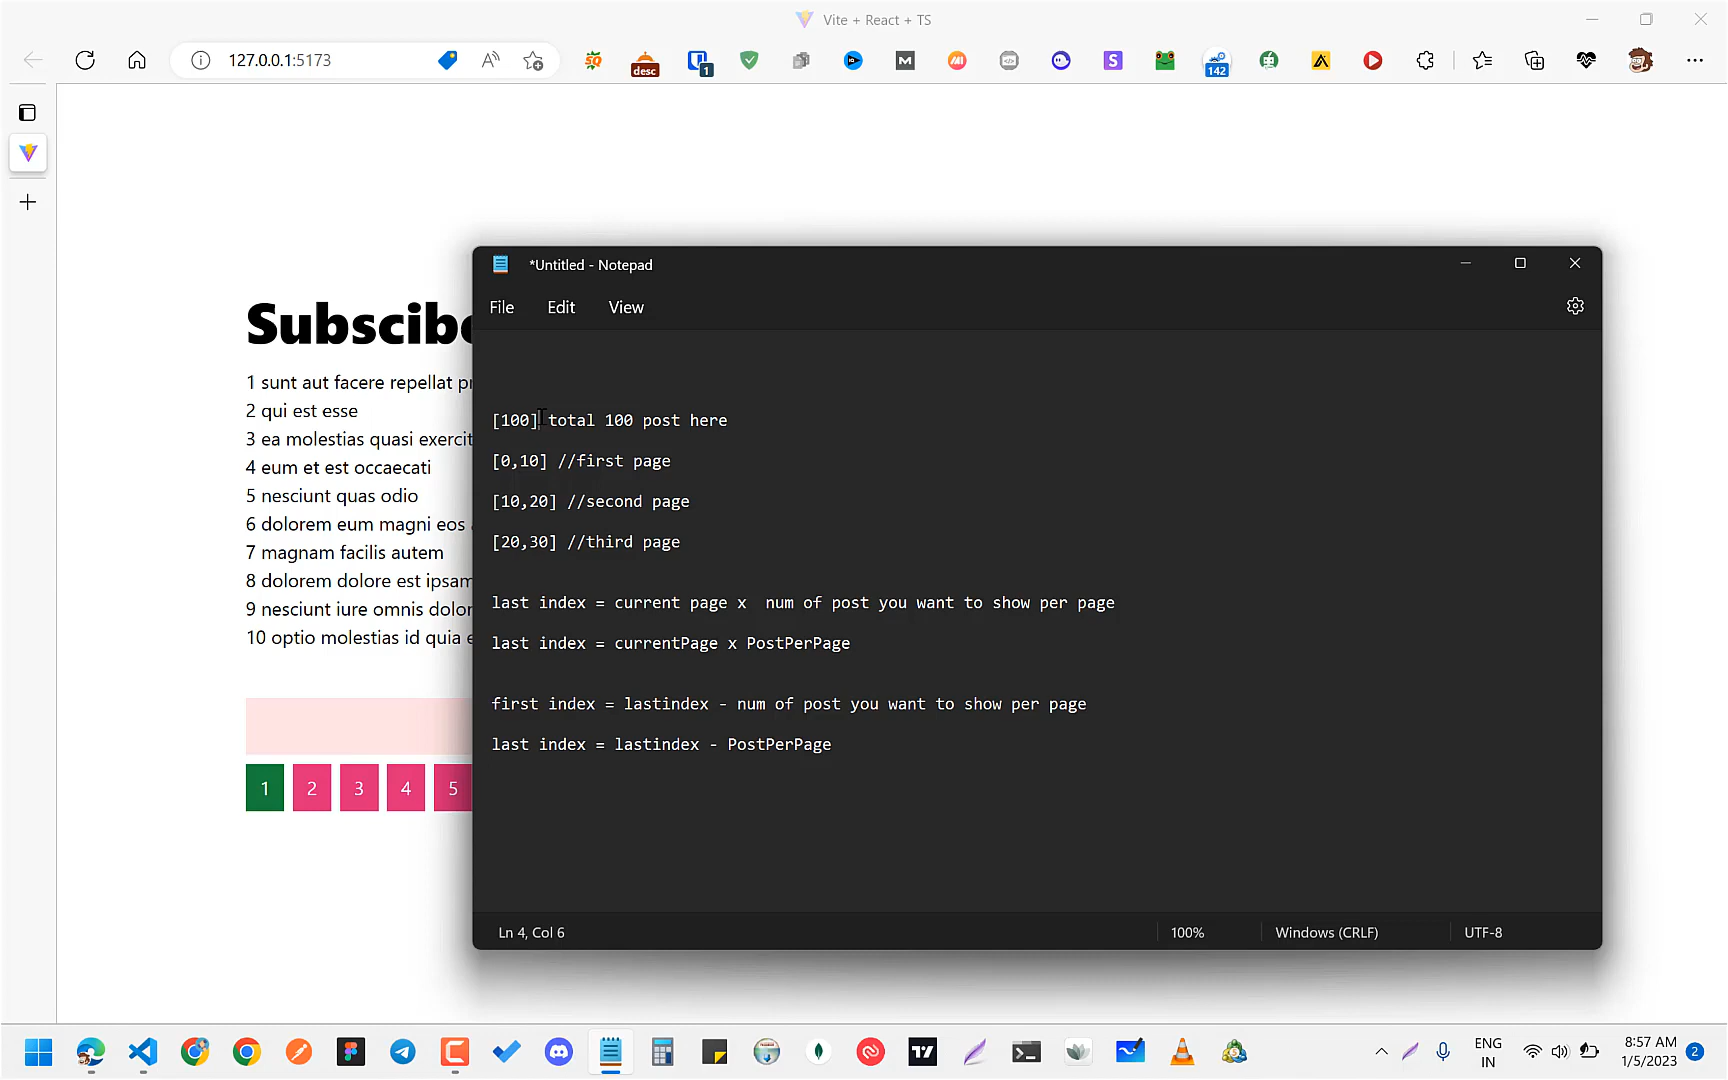 Vite + React + TS
127.0.0.1:5173
desc
1
142
*Untitled - Notepad
File Edit View
[100] total 100 post here
[0,10] //first page
[10,20] //second page
[20,30] //third page
last index = current page x  num of post you want to show per page
last index = currentPage x PostPerPage
first index = lastindex - num of post you want to show per page
last index = lastindex - PostPerPage
Ln 4, Col 6 100% Windows (CRLF) UTF-8
1 sunt aut facere repellat
2 qui est esse
3 ea molestias quasi
4 eum et est occaecati
5 nesciunt quas odio
6 dolorem eum magni eos
7 magnam facilis autem
8 dolorem dolore est ipsam
9 nesciunt iure omnis
10 optio molestias id quia
1 2 3 4 5
ENG
IN
8:57 AM
1/5/2023
2